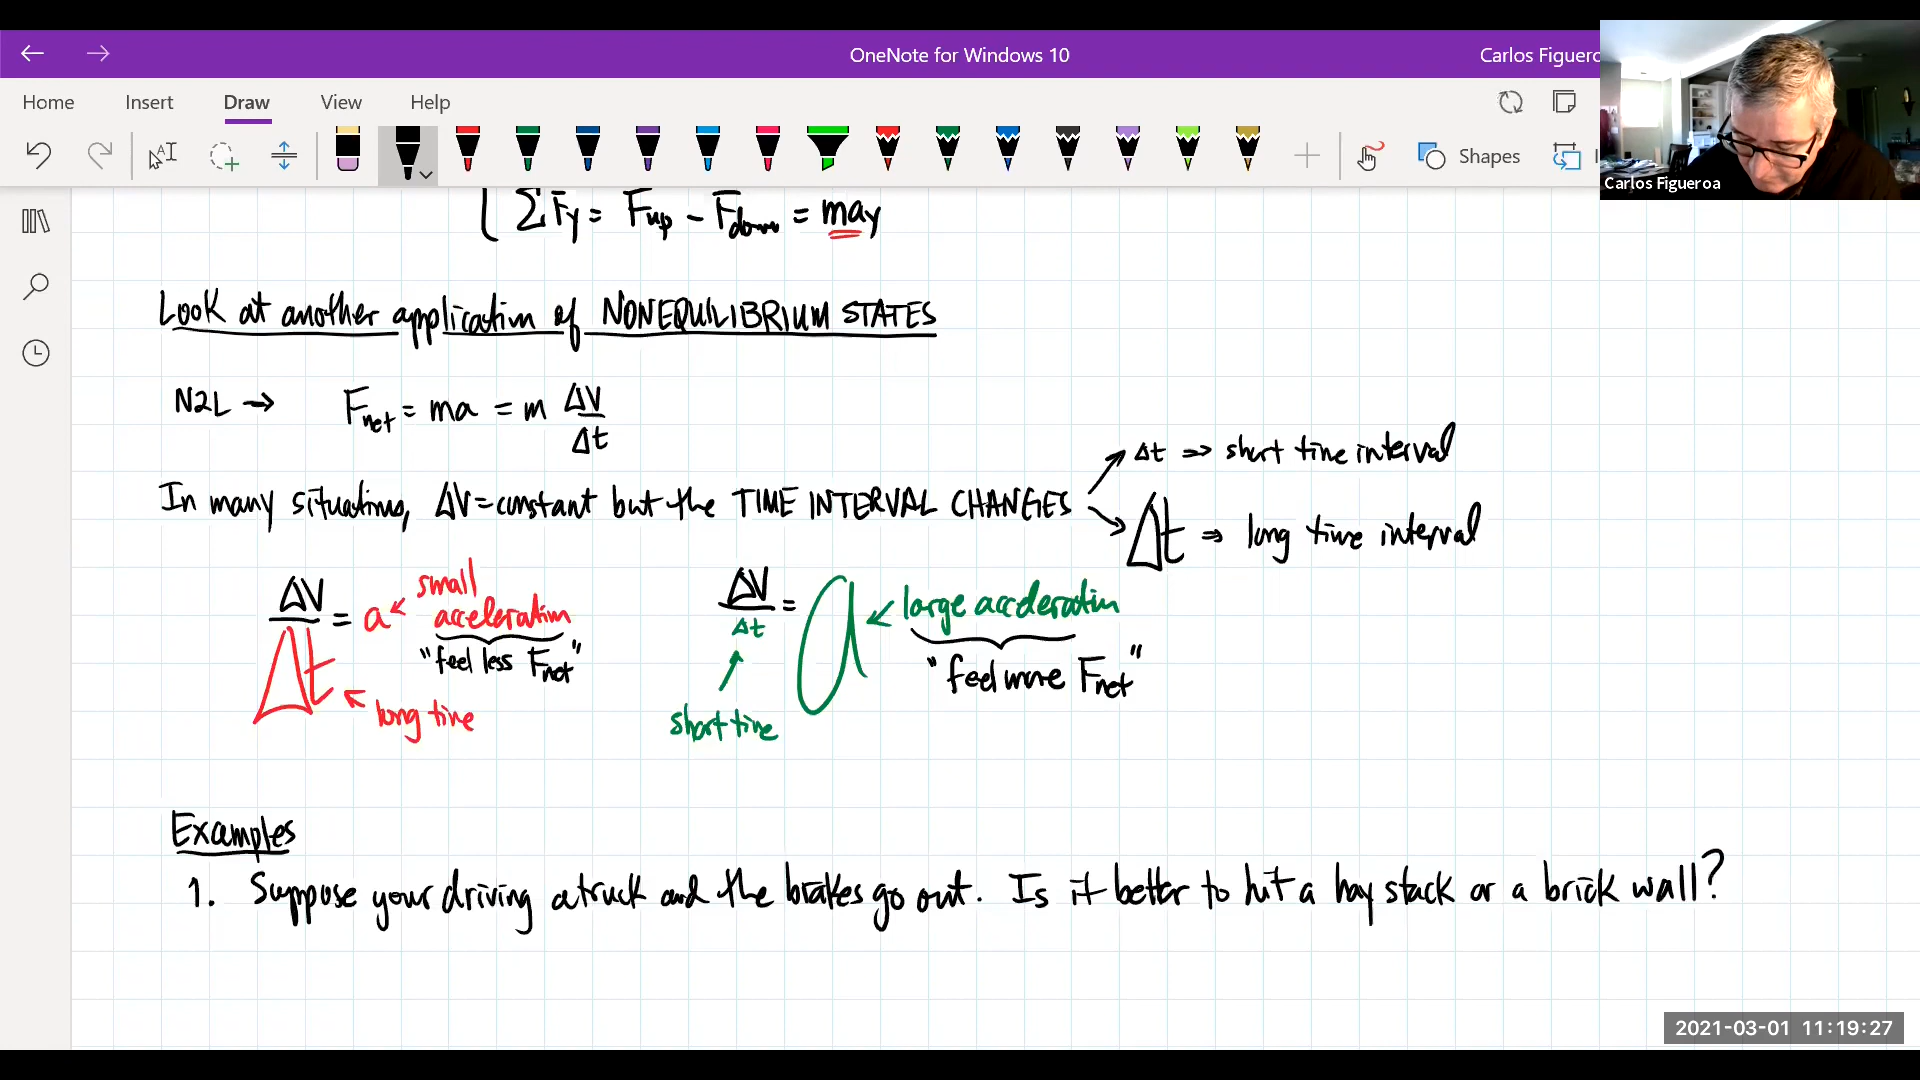 OneNote for Windows 10
Carlos Figuero
Home Insert Draw View Help
Shapes
Carlos Figueroa
ΣFy = Fup - Fdown = may
Look at another application of NONEQUILIBRIUM STATES
N2L → Fnet = ma = m ΔV/Δt
In many situations, ΔV = constant but the TIME INTERVAL CHANGES
Δt ⇒ short time interval
Δt ⇒ long time interval
ΔV/Δt = a ← small acceleration
"feel less Fnet"
← long time
ΔV/Δt = a ← large acceleration
"feel more Fnet"
short time
Examples
1. Suppose your driving a truck and the brakes go out. Is it better to hit a hay stack or a brick wall?
2021-03-01 11:19:27